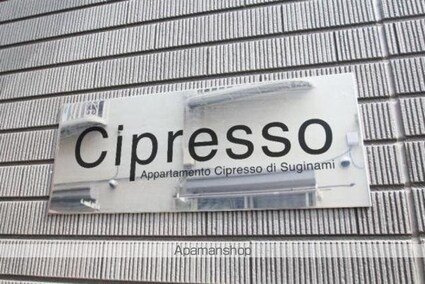 Cipresso
Appartamento Cipresso di Suginami
Apamanshop